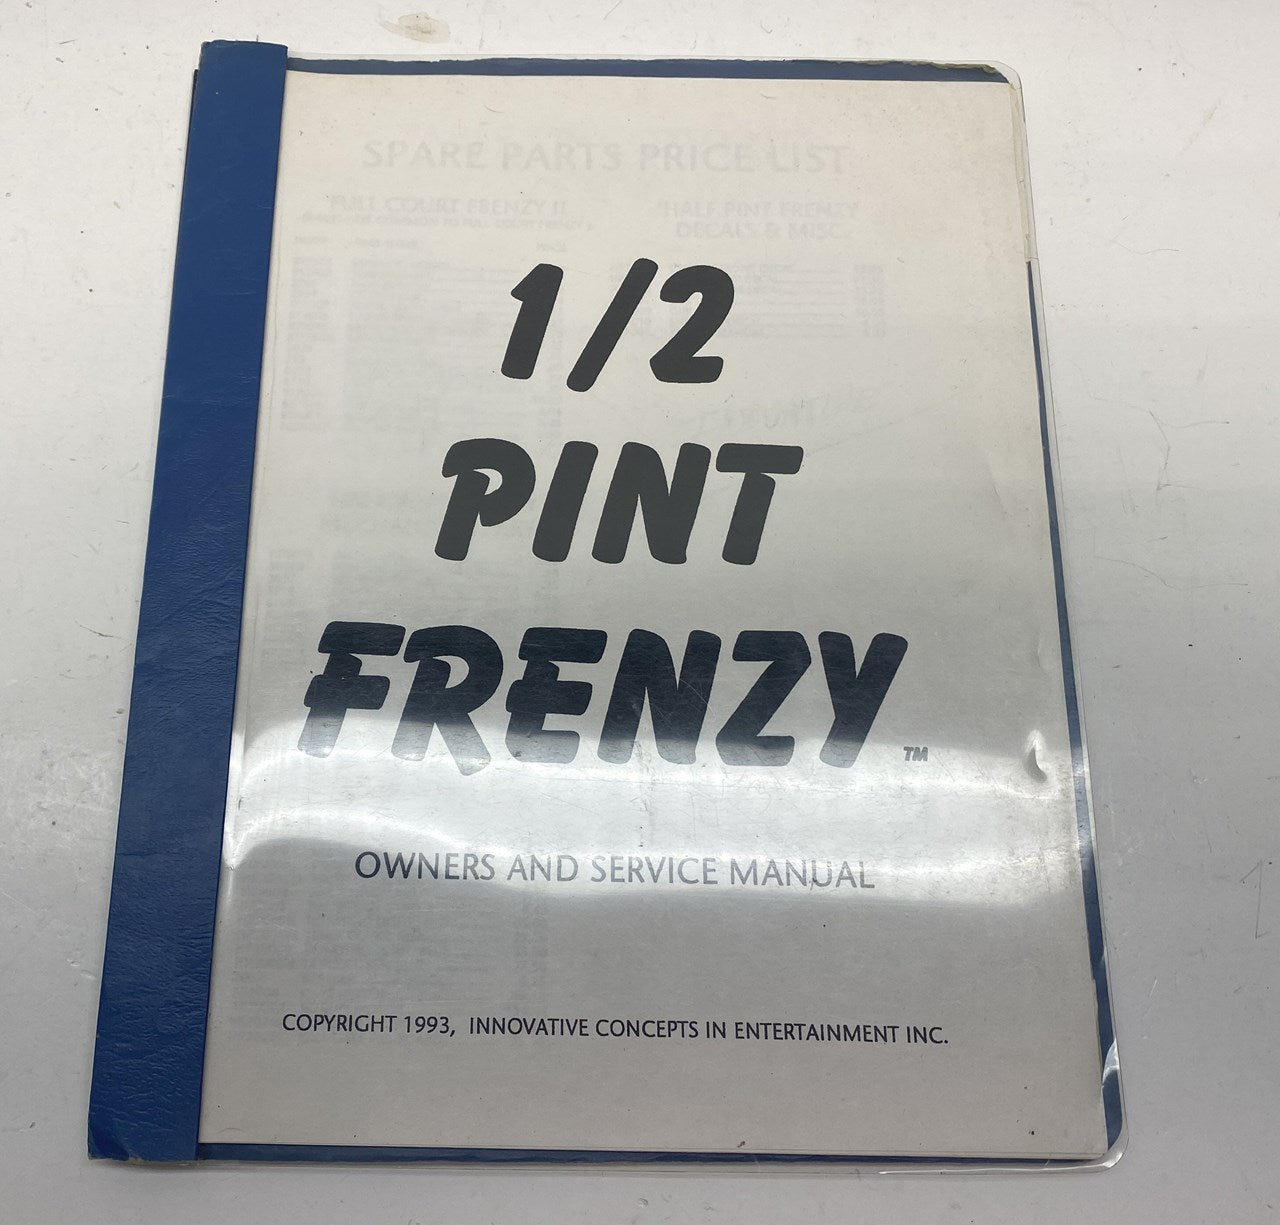 SPARE PARTS PRICE LIST
FULL COURT FRENZY II
HALF PINT FRENZY
DECALS & MISC.
1/2
PINT
FRENZY
TM
OWNERS AND SERVICE MANUAL
COPYRIGHT 1993, INNOVATIVE CONCEPTS IN ENTERTAINMENT INC.